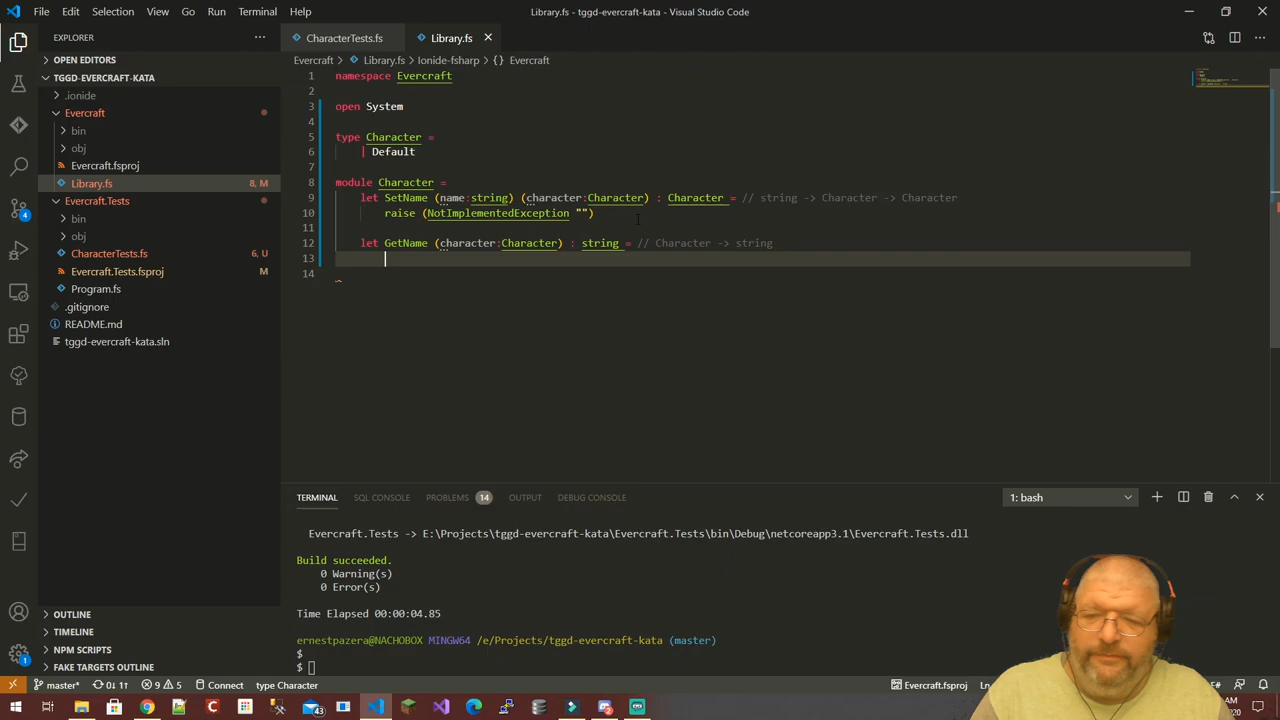 File Edit Selection View Go Run Terminal Help
Library.fs - tggd-evercraft-kata - Visual Studio Code
EXPLORER
CharacterTests.fs
Library.fs
OPEN EDITORS
Evercraft > Library.fs > Ionide-fsharp > {} Evercraft
TGGD-EVERCRAFT-KATA
.ionide
Evercraft
bin
obj
Evercraft.fsproj
Library.fs 8, M
Evercraft.Tests
bin
obj
CharacterTests.fs 6, U
Evercraft.Tests.fsproj M
Program.fs
.gitignore
README.md
tggd-evercraft-kata.sln
OUTLINE
TIMELINE
FAKE TARGETS OUTLINE
1 namespace Evercraft
2
3 open System
4
5 type Character =
6 | Default
7
8 module Character =
9 let SetName (name:string) (character:Character) : Character = // string -> Character -> Character
10 raise (NotImplementedException "")
11
12 let GetName (character:Character) : string = // Character -> string
13
14
TERMINAL SQL CONSOLE PROBLEMS 14 OUTPUT DEBUG CONSOLE
1: bash
Evercraft.Tests -> E:\Projects\tggd-evercraft-kata\Evercraft.Tests\bin\Debug\netcoreapp3.1\Evercraft.Tests.dll
Build succeeded.
0 Warning(s)
0 Error(s)
Time Elapsed 00:00:04.85
ernestpazera@NACHOBOX MINGW64 /e/Projects/tggd-evercraft-kata (master)
$
$
4
1
master* 0↓ 1↑ 9 5 Connect type Character
Evercraft.fsproj
43